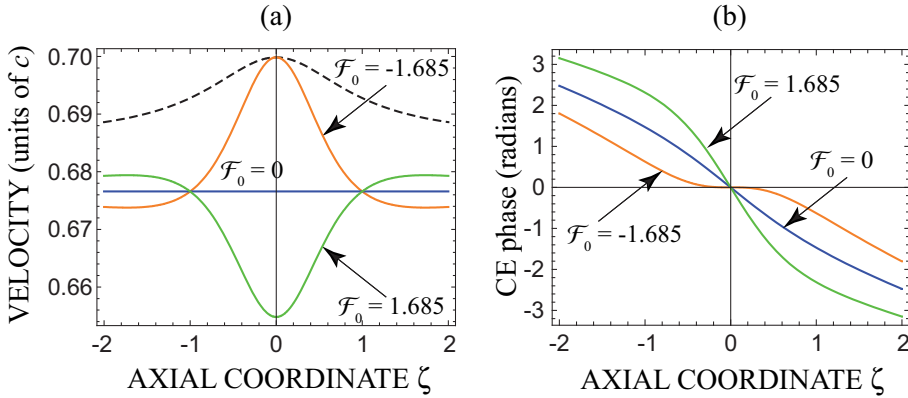 (a)
VELOCITY (units of c)
0.70
0.69
0.68
0.67
0.66
ℱ₀ = -1.685
ℱ₀ = 0
ℱ₀ = 1.685
-2
-1
0
1
2
AXIAL COORDINATE ζ
(b)
CE phase (radians)
3
2
1
0
-1
-2
-3
ℱ₀ = 1.685
ℱ₀ = 0
ℱ₀ = -1.685
-2
-1
0
1
2
AXIAL COORDINATE ζ